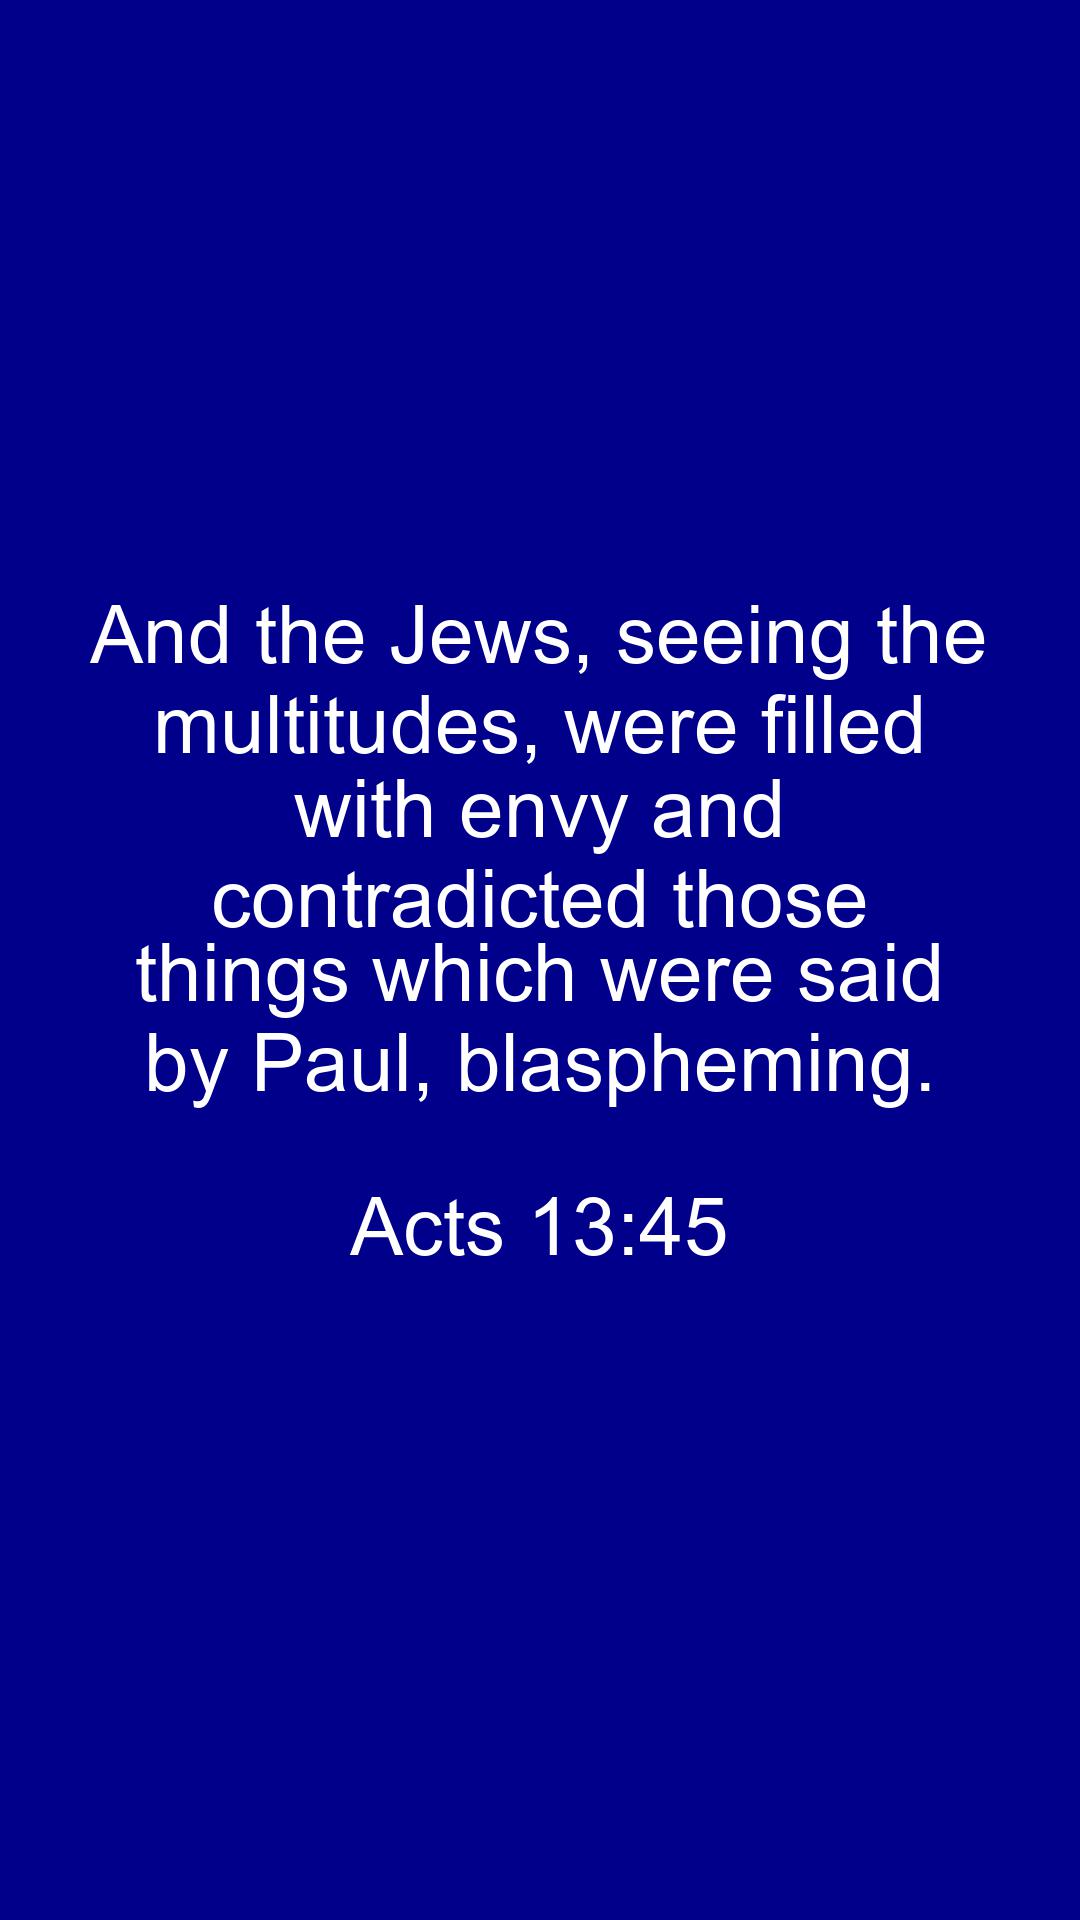 And the Jews, seeing the
multitudes, were filled
with envy and
contradicted those
things which were said
by Paul, blaspheming.
Acts 13:45